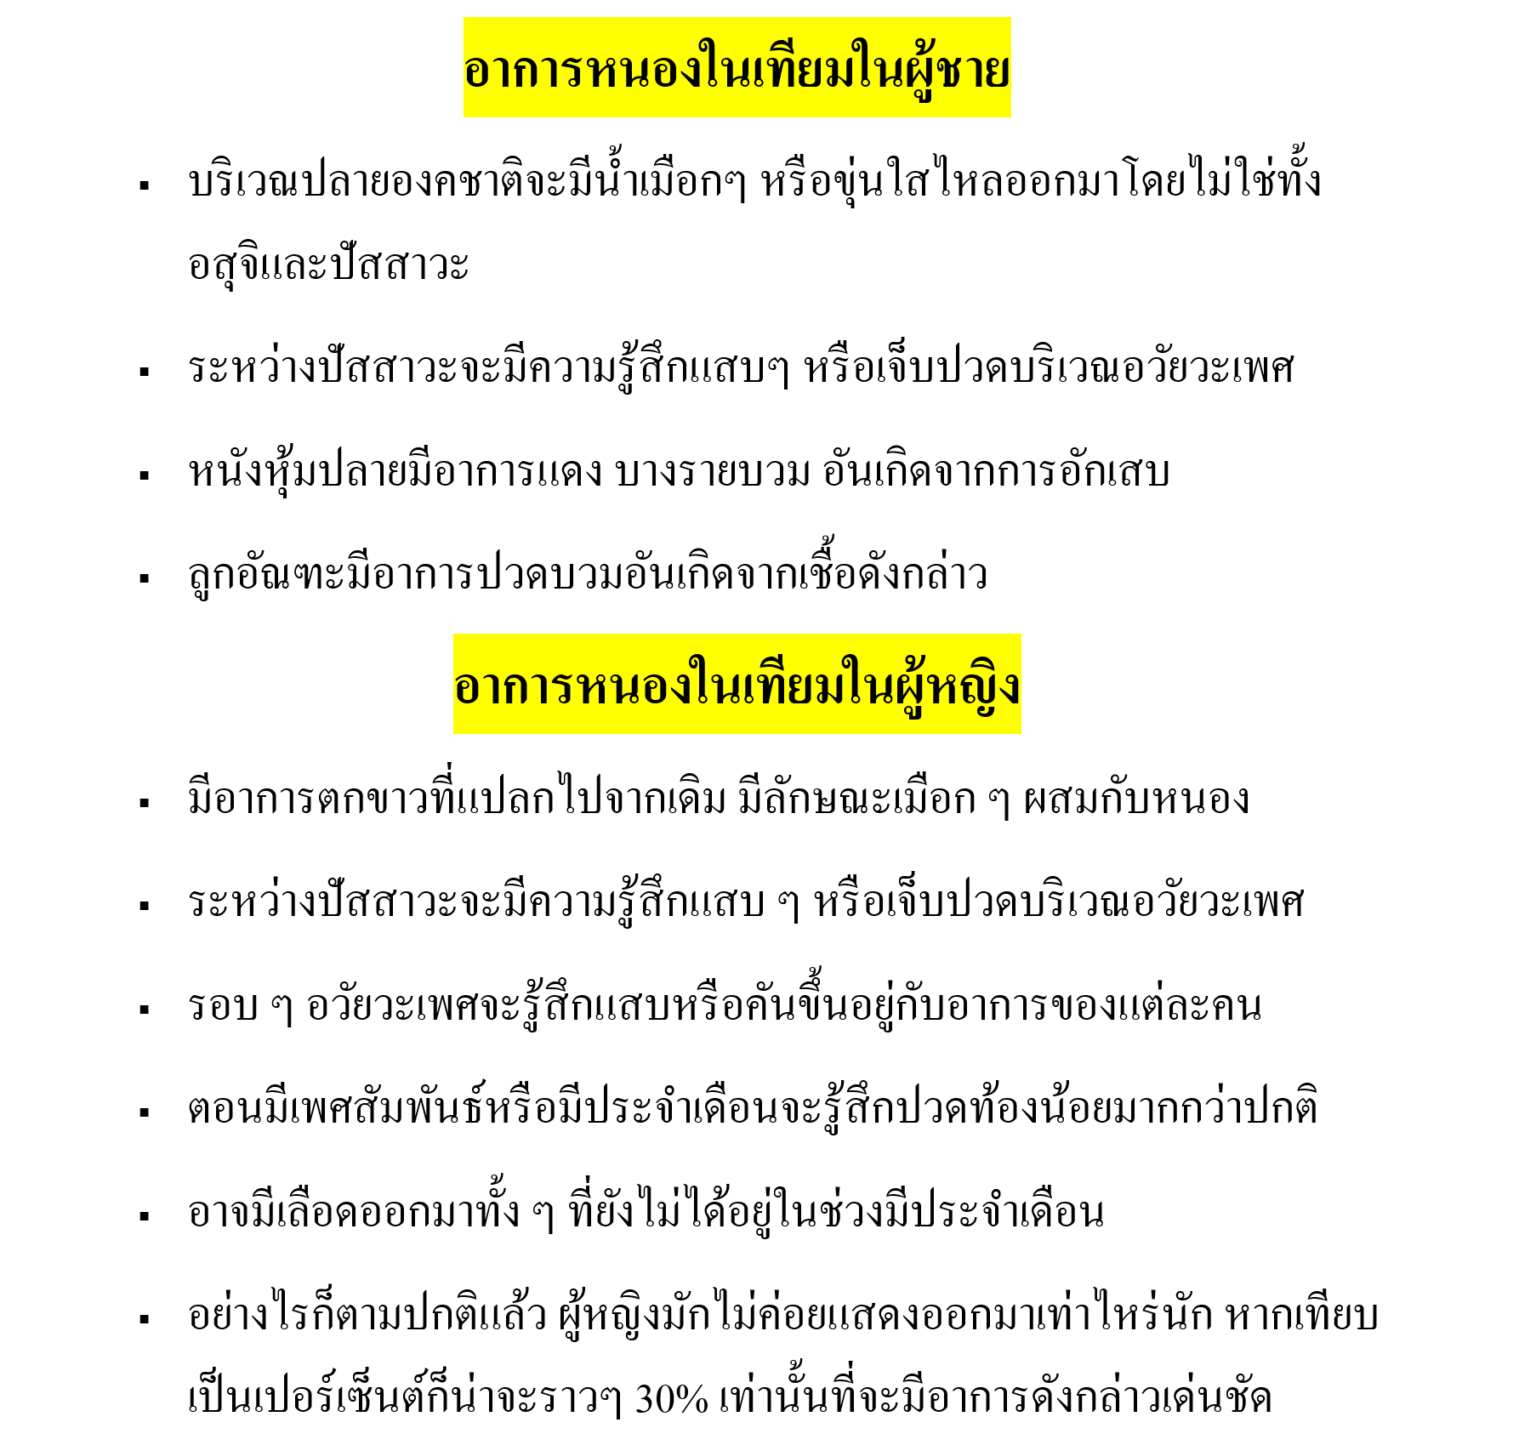 อาการหนองในเทียมในผู้ชาย
▪ บริเวณปลายองคชาติจะมีน้ำเมือกๆ หรือขุ่นใสไหลออกมาโดยไม่ใช่ทั้ง
อสุจิและปัสสาวะ
▪ ระหว่างปัสสาวะจะมีความรู้สึกแสบๆ หรือเจ็บปวดบริเวณอวัยวะเพศ
▪ หนังหุ้มปลายมีอาการแดง บางรายบวม อันเกิดจากการอักเสบ
▪ ลูกอัณฑะมีอาการปวดบวมอันเกิดจากเชื้อดังกล่าว
อาการหนองในเทียมในผู้หญิง
▪ มีอาการตกขาวที่แปลกไปจากเดิม มีลักษณะเมือก ๆ ผสมกับหนอง
▪ ระหว่างปัสสาวะจะมีความรู้สึกแสบ ๆ หรือเจ็บปวดบริเวณอวัยวะเพศ
▪ รอบ ๆ อวัยวะเพศจะรู้สึกแสบหรือคันขึ้นอยู่กับอาการของแต่ละคน
▪ ตอนมีเพศสัมพันธ์หรือมีประจำเดือนจะรู้สึกปวดท้องน้อยมากกว่าปกติ
▪ อาจมีเลือดออกมาทั้ง ๆ ที่ยังไม่ได้อยู่ในช่วงมีประจำเดือน
▪ อย่างไรก็ตามปกติแล้ว ผู้หญิงมักไม่ค่อยแสดงออกมาเท่าไหร่นัก หากเทียบ
เป็นเปอร์เซ็นต์ก็น่าจะราวๆ 30% เท่านั้นที่จะมีอาการดังกล่าวเด่นชัด